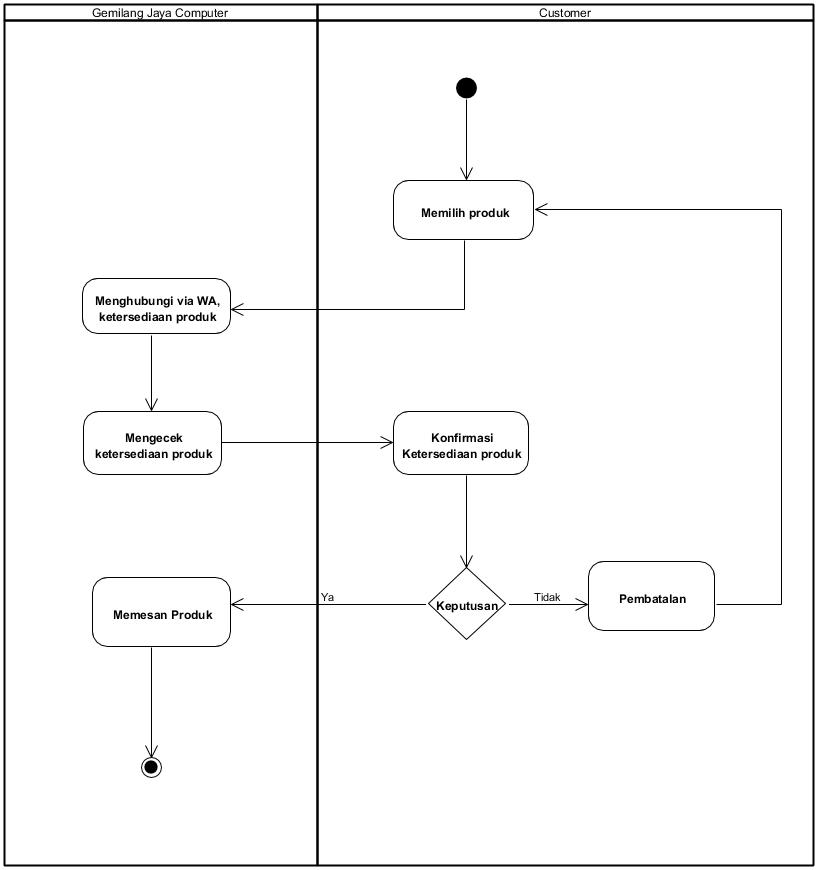 Gemilang Jaya Computer
Customer
Memilih produk
Menghubungi via WA,
ketersediaan produk
Mengecek
ketersediaan produk
Konfirmasi
Ketersediaan produk
Memesan Produk
Ya
Keputusan
Tidak
Pembatalan